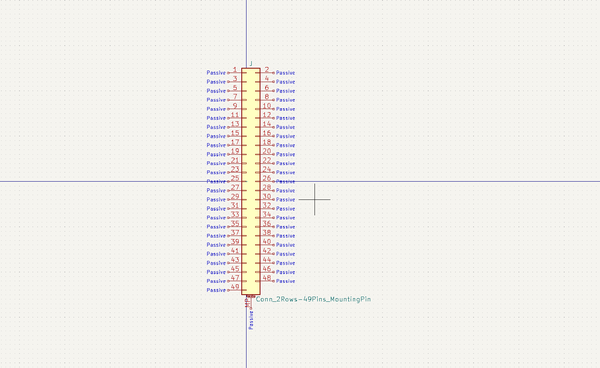 J
Passive 1 2 Passive
Passive 3 4 Passive
Passive 5 6 Passive
Passive 7 8 Passive
Passive 9 10 Passive
Passive 11 12 Passive
Passive 13 14 Passive
Passive 15 16 Passive
Passive 17 18 Passive
Passive 19 20 Passive
Passive 21 22 Passive
Passive 23 24 Passive
Passive 25 26 Passive
Passive 27 28 Passive
Passive 29 30 Passive
Passive 31 32 Passive
Passive 33 34 Passive
Passive 35 36 Passive
Passive 37 38 Passive
Passive 39 40 Passive
Passive 41 42 Passive
Passive 43 44 Passive
Passive 45 46 Passive
Passive 47 48 Passive
Passive 49
Conn_2Rows-49Pins_MountingPin
MP
Passive